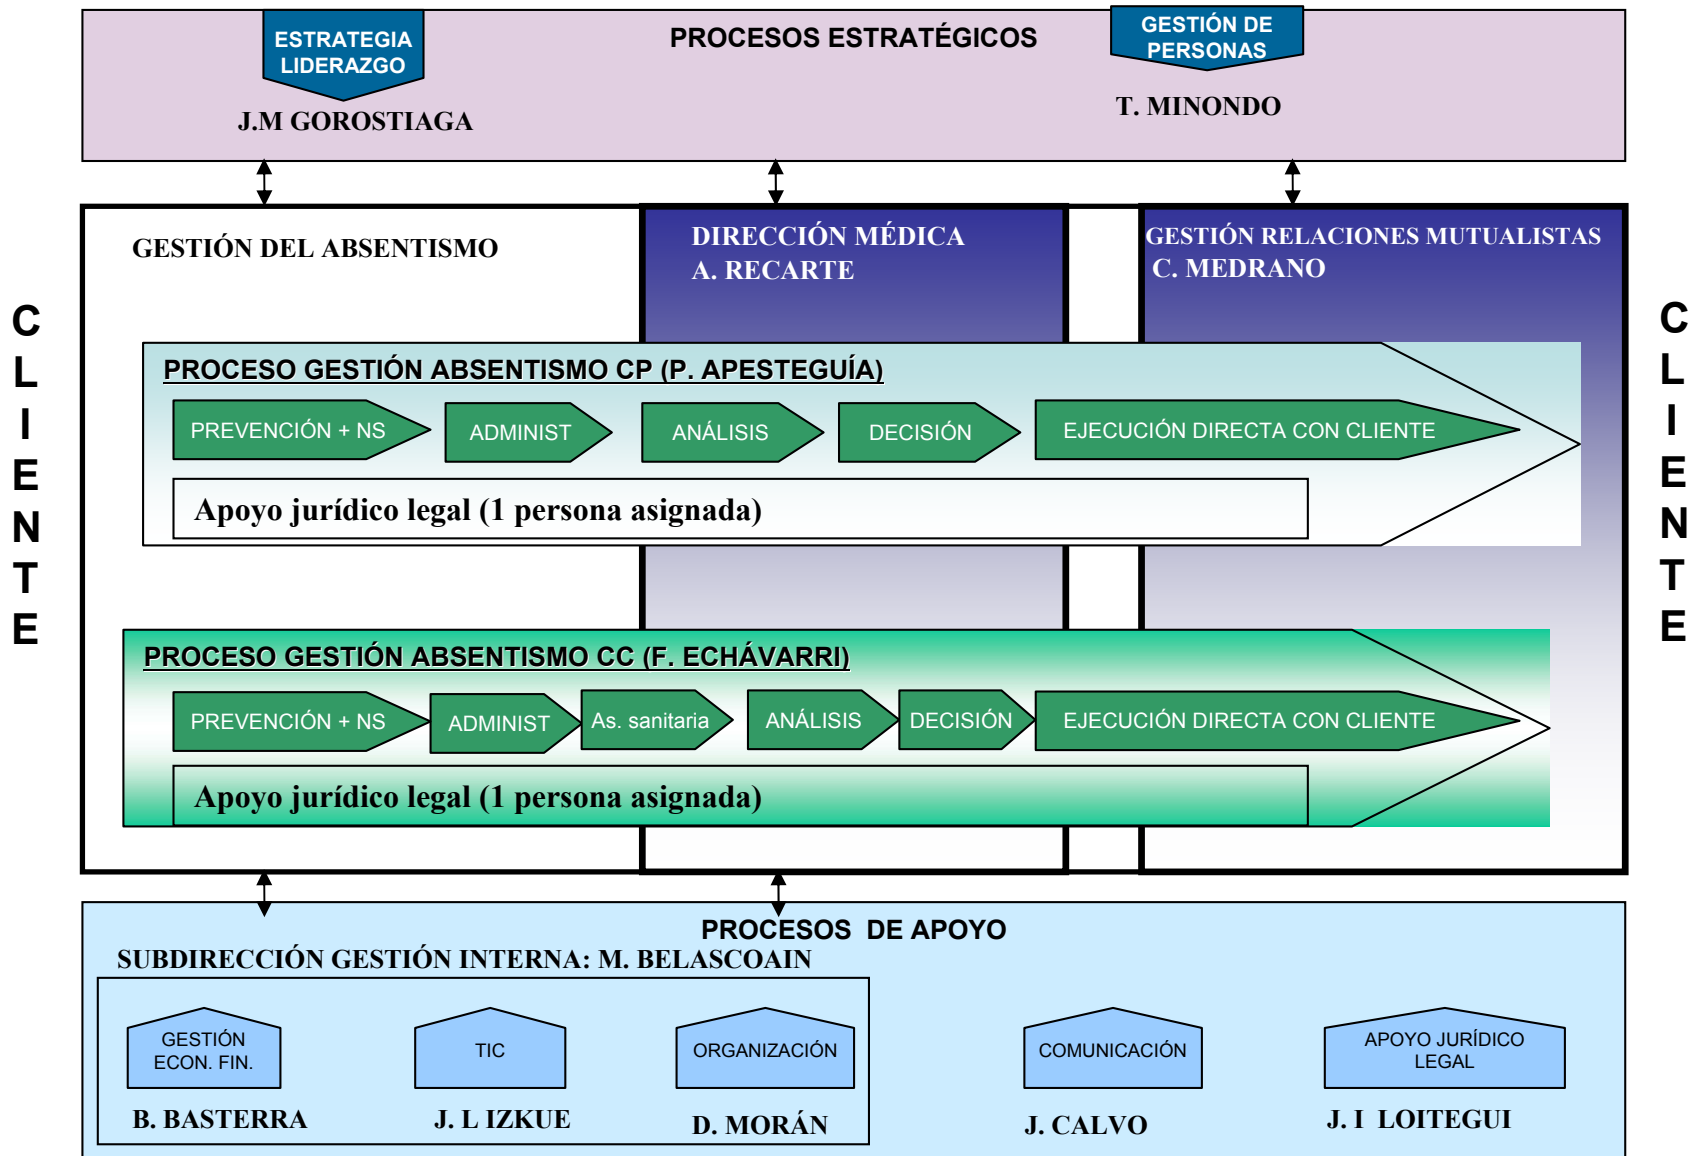 ESTRATEGIA
LIDERAZGO
PROCESOS ESTRATÉGICOS
GESTIÓN DE
PERSONAS
J.M GOROSTIAGA
T. MINONDO
C
L
I
E
N
T
E
GESTIÓN DEL ABSENTISMO
DIRECCIÓN MÉDICA
A. RECARTE
GESTIÓN RELACIONES MUTUALISTAS
C. MEDRANO
PROCESO GESTIÓN ABSENTISMO CP (P. APESTEGUÍA)
PREVENCIÓN + NS
ADMINIST
ANÁLISIS
DECISIÓN
EJECUCIÓN DIRECTA CON CLIENTE
Apoyo jurídico legal (1 persona asignada)
PROCESO GESTIÓN ABSENTISMO CC (F. ECHÁVARRI)
PREVENCIÓN + NS
ADMINIST
As. sanitaria
ANÁLISIS
DECISIÓN
EJECUCIÓN DIRECTA CON CLIENTE
Apoyo jurídico legal (1 persona asignada)
C
L
I
E
N
T
E
PROCESOS  DE APOYO
SUBDIRECCIÓN GESTIÓN INTERNA: M. BELASCOAIN
GESTIÓN
ECON. FIN.
TIC
ORGANIZACIÓN
COMUNICACIÓN
APOYO JURÍDICO
LEGAL
B. BASTERRA
J. L IZKUE
D. MORÁN
J. CALVO
J. I  LOITEGUI